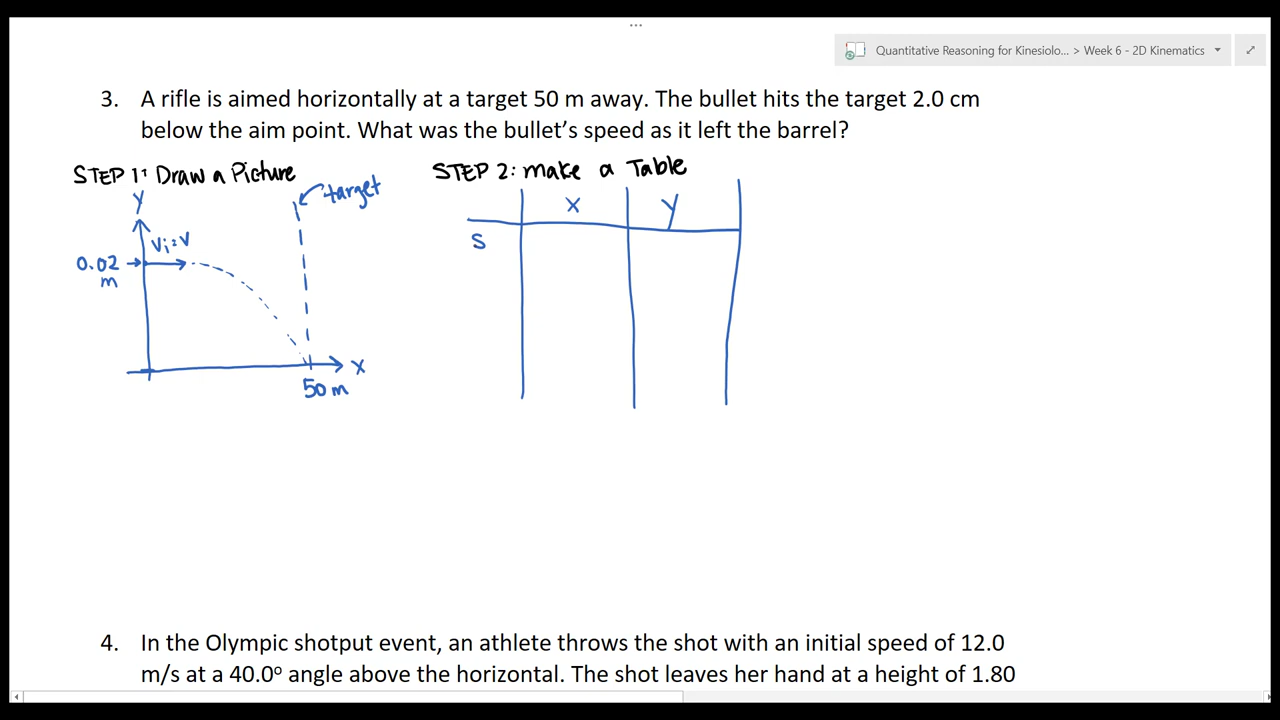 ...
Quantitative Reasoning for Kinesiolo... > Week 6 - 2D Kinematics
3. A rifle is aimed horizontally at a target 50 m away. The bullet hits the target 2.0 cm
below the aim point. What was the bullet's speed as it left the barrel?
STEP 1: Draw a Picture
STEP 2: make a Table
target
Y
Vi=V
0.02
m
X
50 m
X Y
S
4. In the Olympic shotput event, an athlete throws the shot with an initial speed of 12.0
m/s at a 40.0° angle above the horizontal. The shot leaves her hand at a height of 1.80